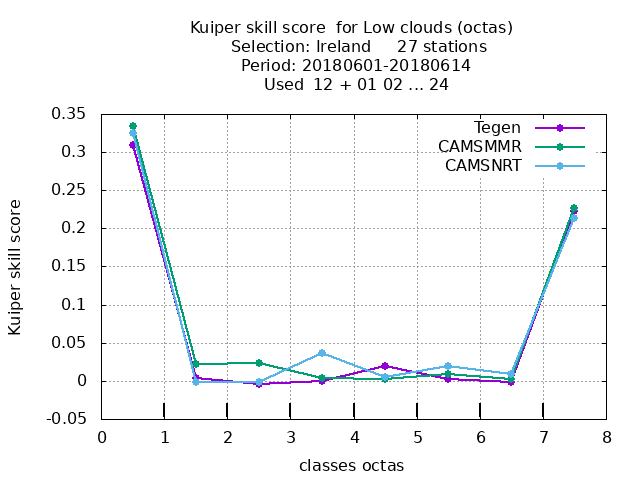 Kuiper skill score  for Low clouds (octas)
Selection: Ireland     27 stations
Period: 20180601-20180614
Used  12 + 01 02 ... 24
Tegen
CAMSMMR
CAMSNRT
Kuiper skill score
0.35
0.3
0.25
0.2
0.15
0.1
0.05
0
-0.05
0 1 2 3 4 5 6 7 8
classes octas